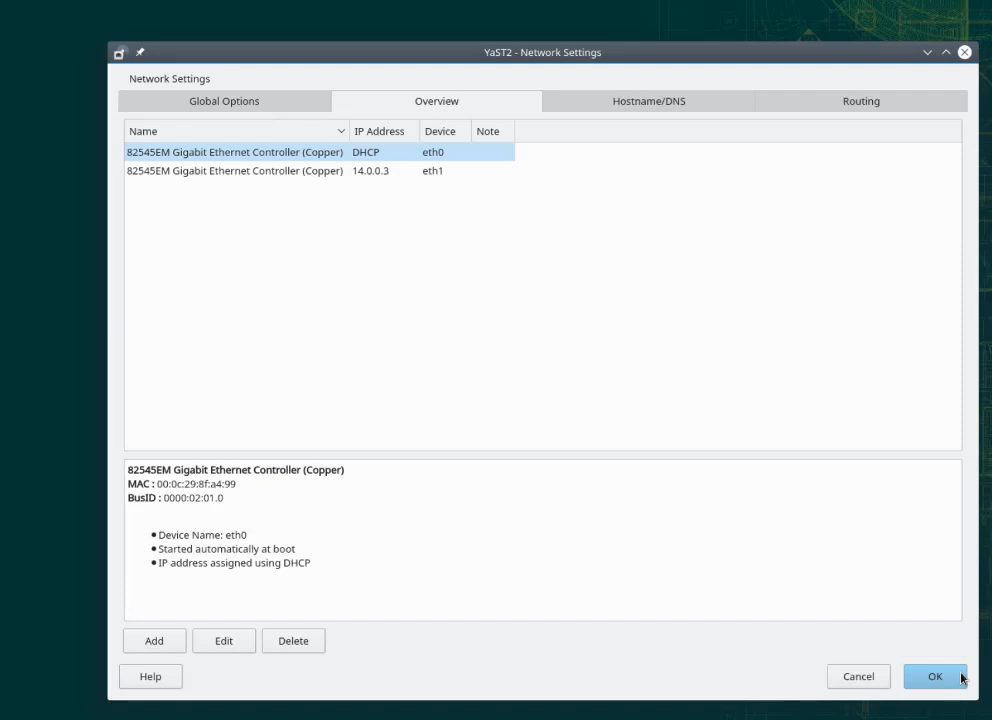 YaST2 - Network Settings
Network Settings
Global Options Overview Hostname/DNS Routing
Name IP Address Device Note
82545EM Gigabit Ethernet Controller (Copper) DHCP eth0
82545EM Gigabit Ethernet Controller (Copper) 14.0.0.3 eth1
82545EM Gigabit Ethernet Controller (Copper)
MAC : 00:0c:29:8f:a4:99
BusID : 0000:02:01.0
● Device Name: eth0
● Started automatically at boot
● IP address assigned using DHCP
Add Edit Delete
Help Cancel OK